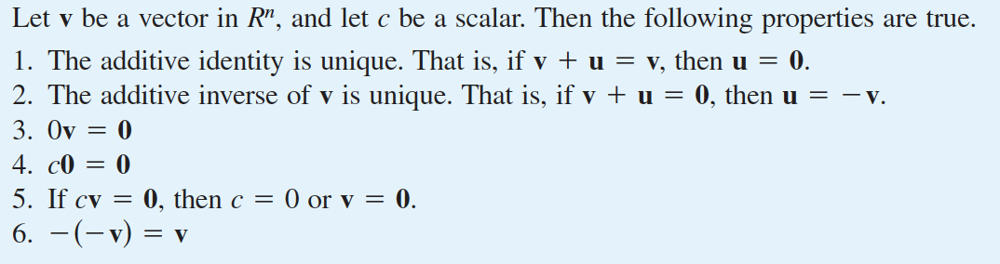 Let v be a vector in Rⁿ, and let c be a scalar. Then the following properties are true.
1. The additive identity is unique. That is, if v + u = v, then u = 0.
2. The additive inverse of v is unique. That is, if v + u = 0, then u = −v.
3. 0v = 0
4. c0 = 0
5. If cv = 0, then c = 0 or v = 0.
6. −(−v) = v